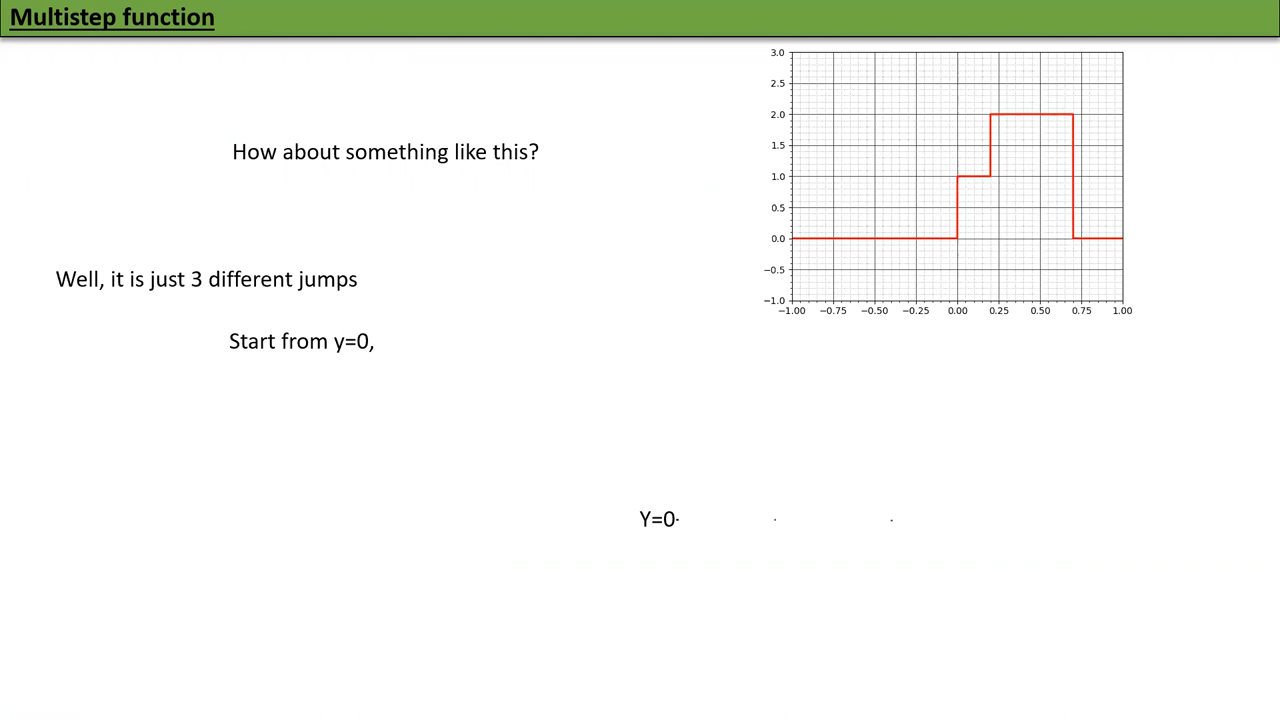 Multistep function
How about something like this?
Well, it is just 3 different jumps
Start from y=0,
3.0
2.5
2.0
1.5
1.0
0.5
0.0
−0.5
−1.0
−1.00 −0.75 −0.50 −0.25 0.00 0.25 0.50 0.75 1.00
Y=0